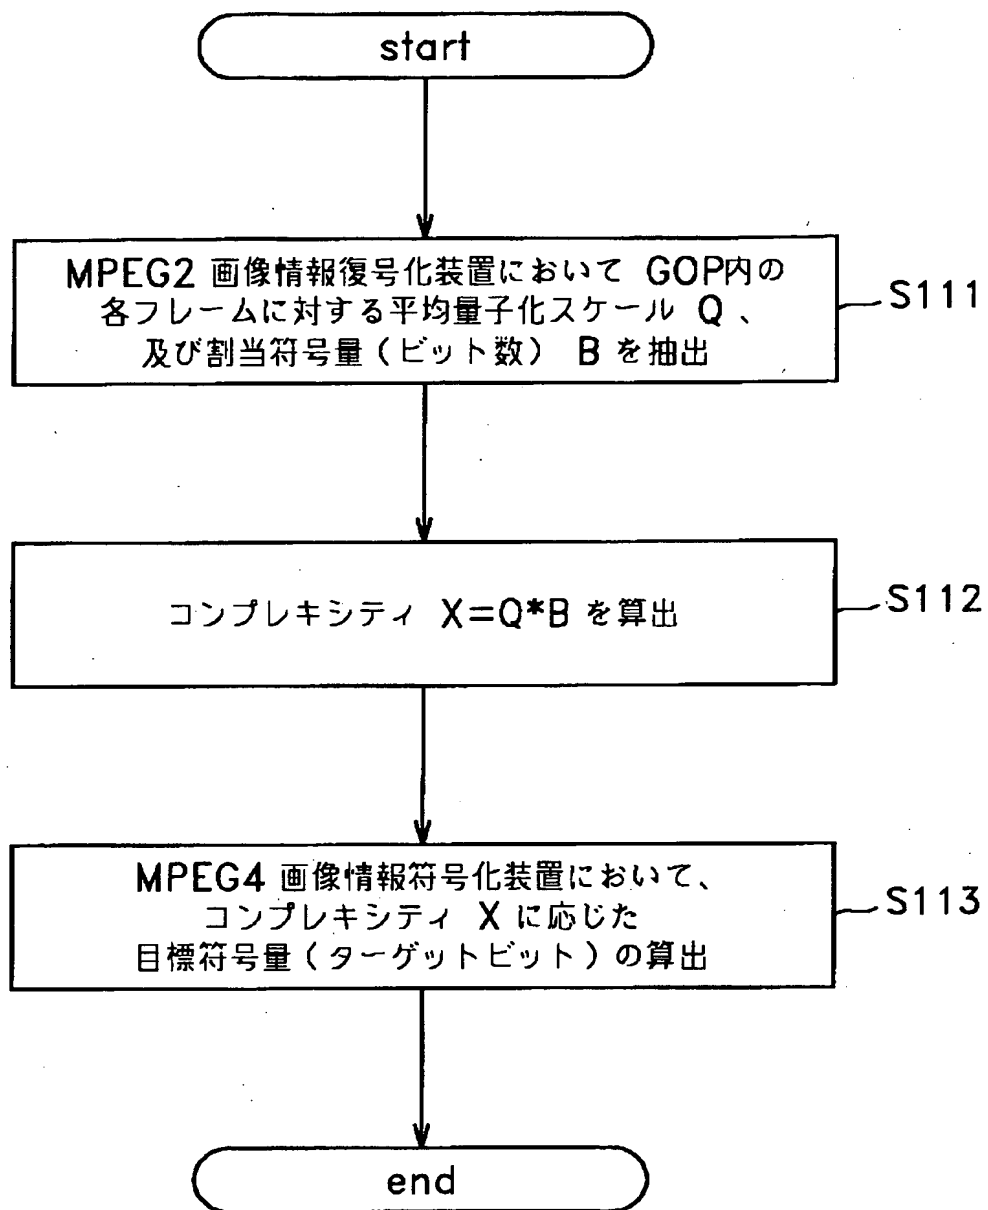 start
MPEG2 画像情報復号化装置において GOP内の
各フレームに対する平均量子化スケール Q 、
及び割当符号量(ビット数) B を抽出
S111
コンプレキシティ X=Q*B を算出
S112
MPEG4 画像情報符号化装置において、
コンプレキシティ X に応じた
目標符号量(ターゲットビット)の算出
S113
end